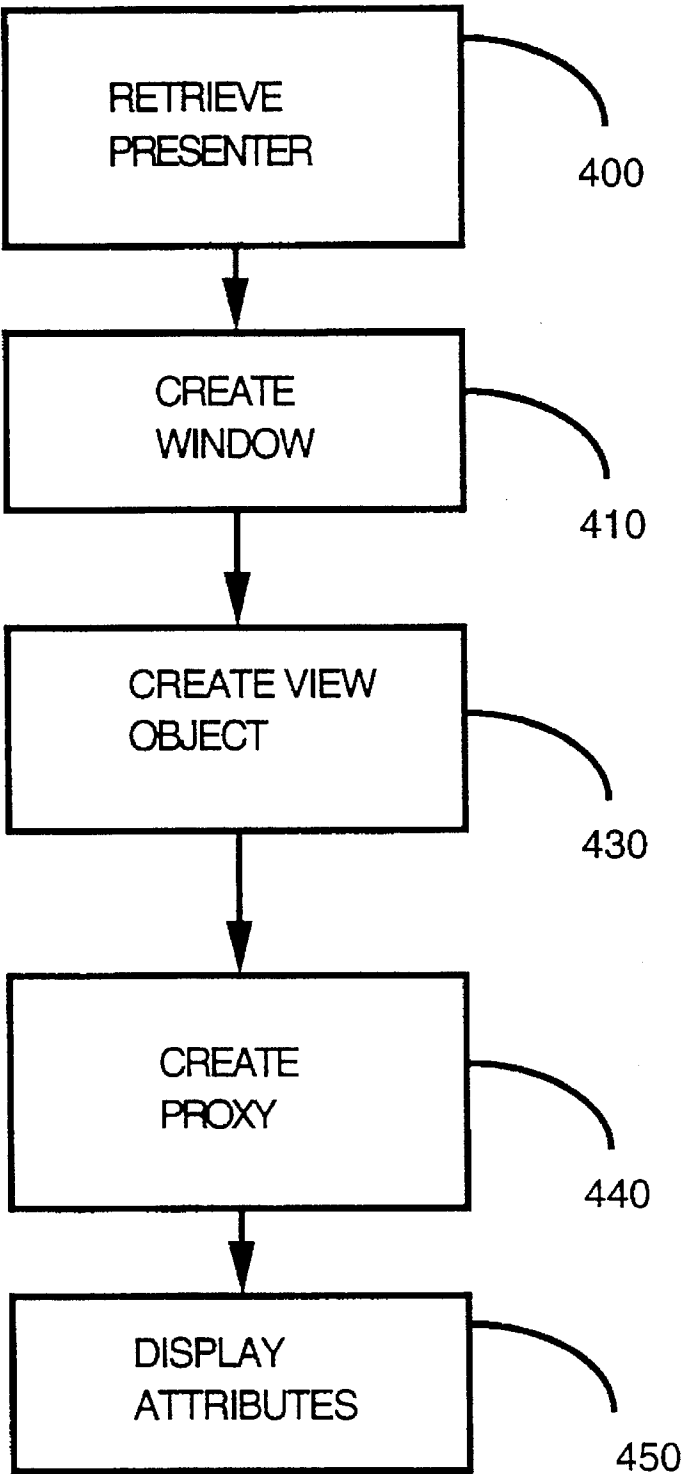 RETRIEVE
PRESENTER
400
CREATE
WINDOW
410
CREATE VIEW
OBJECT
430
CREATE
PROXY
440
DISPLAY
ATTRIBUTES
450